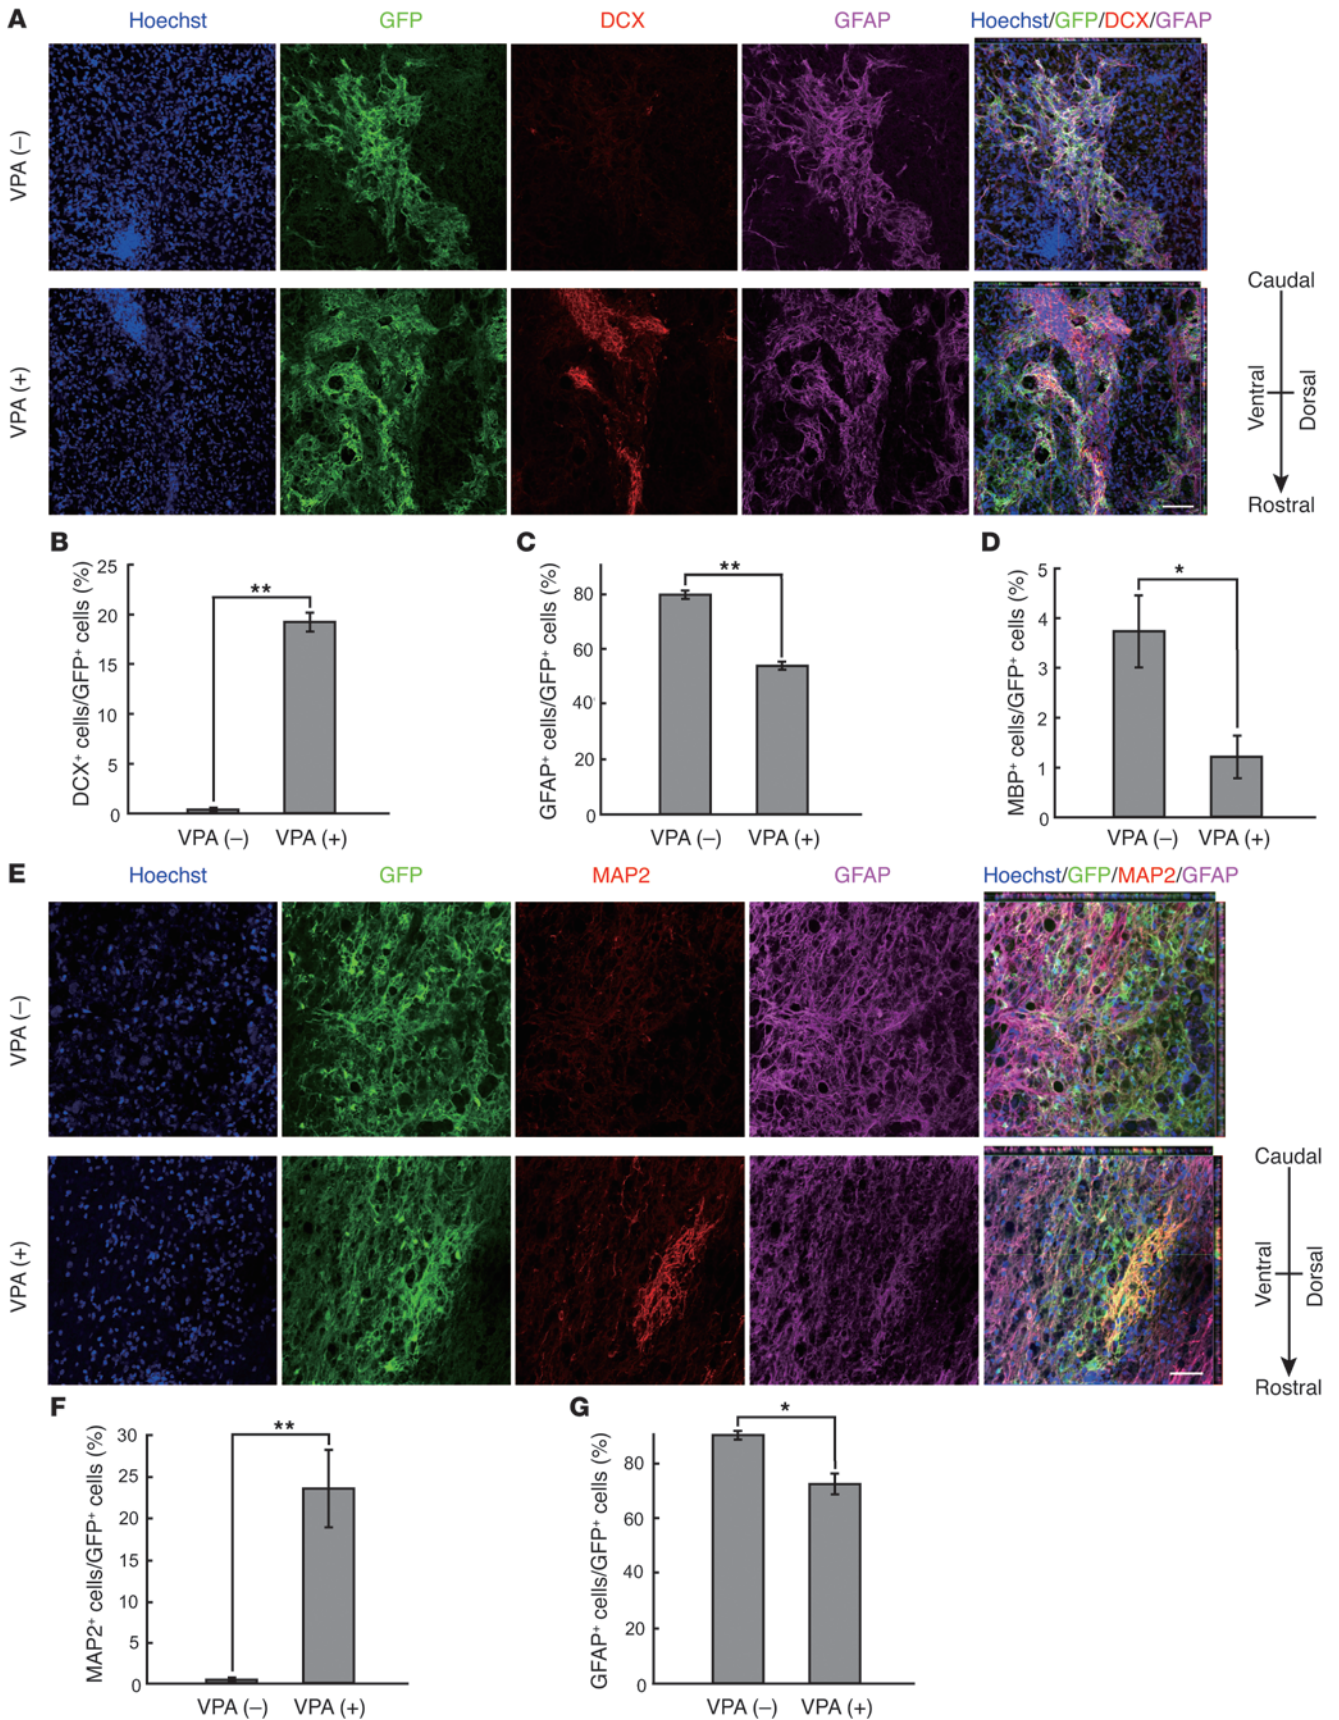 A
Hoechst
GFP
DCX
GFAP
Hoechst/GFP/DCX/GFAP
VPA (–)
VPA (+)
Caudal
Ventral
Dorsal
Rostral
B
DCX⁺ cells/GFP⁺ cells (%)
25
20
15
10
5
0
**
VPA (–)
VPA (+)
C
GFAP⁺ cells/GFP⁺ cells (%)
80
60
40
20
0
**
VPA (–)
VPA (+)
D
MBP⁺ cells/GFP⁺ cells (%)
5
4
3
2
1
0
*
VPA (–)
VPA (+)
E
Hoechst
GFP
MAP2
GFAP
Hoechst/GFP/MAP2/GFAP
VPA (–)
VPA (+)
Caudal
Ventral
Dorsal
Rostral
F
MAP2⁺ cells/GFP⁺ cells (%)
30
25
20
15
10
5
0
**
VPA (–)
VPA (+)
G
GFAP⁺ cells/GFP⁺ cells (%)
80
60
40
20
0
*
VPA (–)
VPA (+)